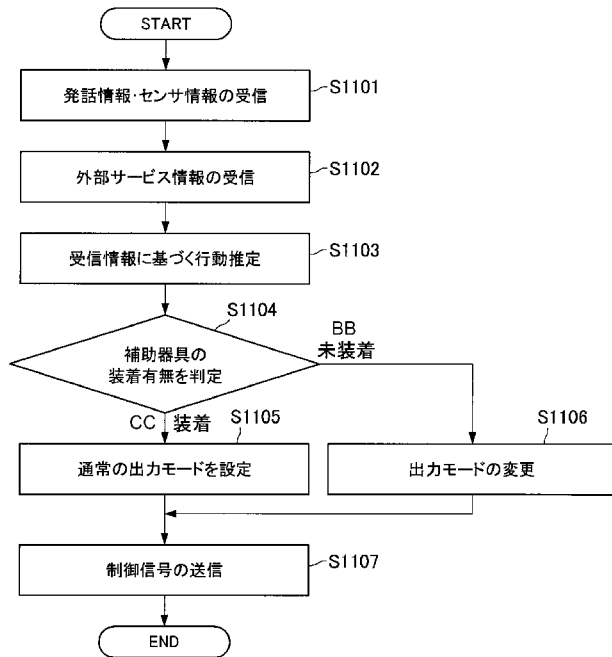 START
発話情報・センサ情報の受信
S1101
外部サービス情報の受信
S1102
受信情報に基づく行動推定
S1103
S1104
補助器具の
装着有無を判定
BB
未装着
CC 装着
S1105
通常の出力モードを設定
S1106
出力モードの変更
制御信号の送信
S1107
END